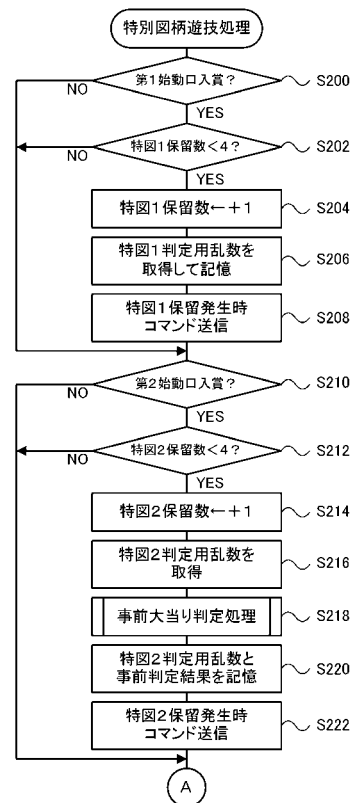 特別図柄遊技処理
第1始動口入賞?
S200
NO
YES
特図1保留数<4?
S202
NO
YES
特図1保留数←+1
S204
特図1判定用乱数を
取得して記憶
S206
特図1保留発生時
コマンド送信
S208
第2始動口入賞?
S210
NO
YES
特図2保留数<4?
S212
NO
YES
特図2保留数←+1
S214
特図2判定用乱数を
取得
S216
事前大当り判定処理
S218
特図2判定用乱数と
事前判定結果を記憶
S220
特図2保留発生時
コマンド送信
S222
A